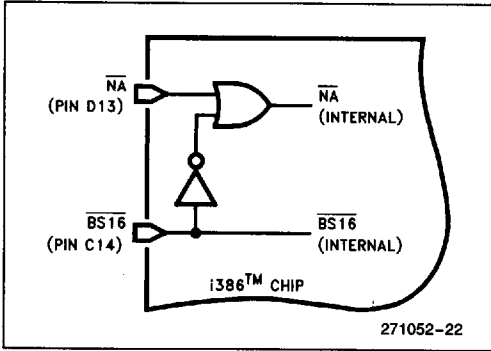 NA
(PIN D13)
NA
(INTERNAL)
BS16
(PIN C14)
BS16
(INTERNAL)
i386™ CHIP
271052-22